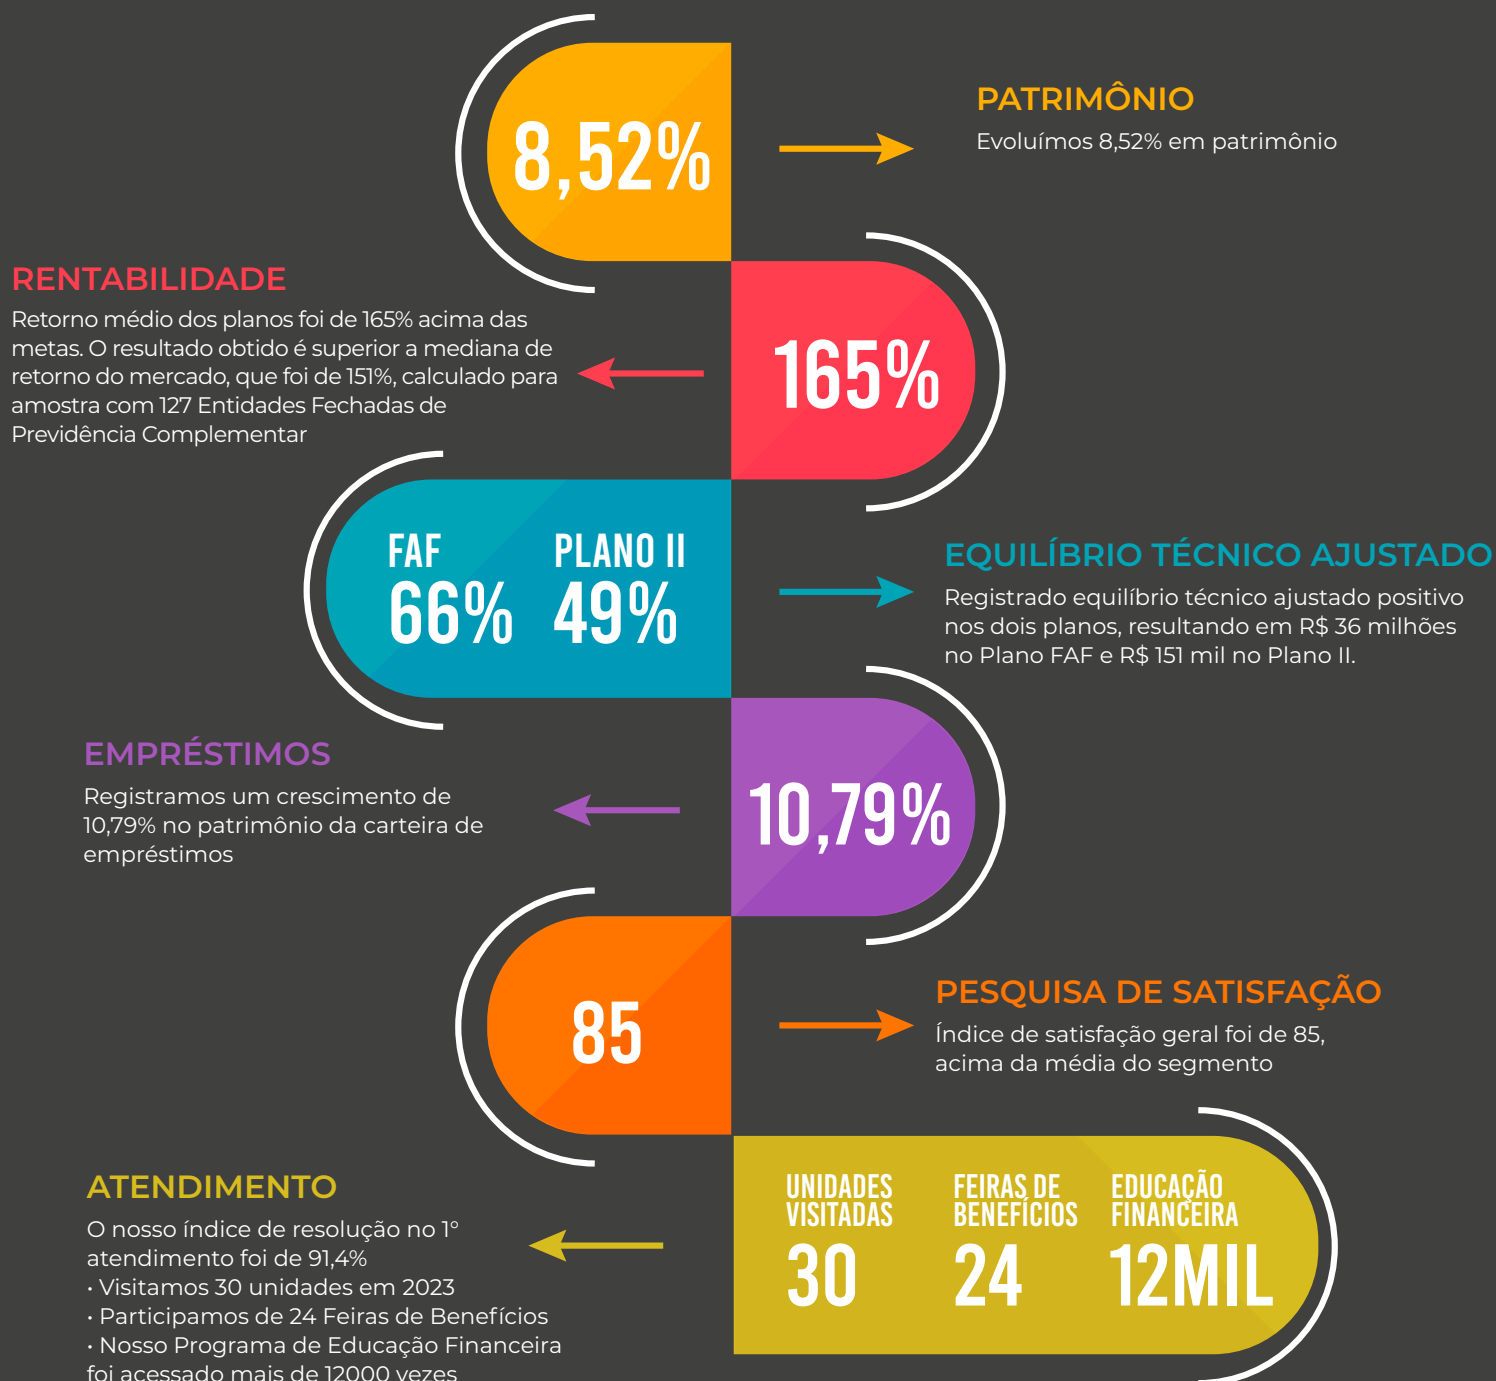 8,52%
PATRIMÔNIO
Evoluímos 8,52% em patrimônio
RENTABILIDADE
Retorno médio dos planos foi de 165% acima das
metas. O resultado obtido é superior a mediana de
retorno do mercado, que foi de 151%, calculado para
amostra com 127 Entidades Fechadas de
Previdência Complementar
165%
FAF
66%
PLANO II
49%
EQUILÍBRIO TÉCNICO AJUSTADO
Registrado equilíbrio técnico ajustado positivo
nos dois planos, resultando em R$ 36 milhões
no Plano FAF e R$ 151 mil no Plano II.
EMPRÉSTIMOS
Registramos um crescimento de
10,79% no patrimônio da carteira de
empréstimos
10,79%
85
PESQUISA DE SATISFAÇÃO
Índice de satisfação geral foi de 85,
acima da média do segmento
ATENDIMENTO
O nosso índice de resolução no 1°
atendimento foi de 91,4%
• Visitamos 30 unidades em 2023
• Participamos de 24 Feiras de Benefícios
• Nosso Programa de Educação Financeira
foi acessado mais de 12000 vezes
UNIDADES
VISITADAS
30
FEIRAS DE
BENEFÍCIOS
24
EDUCAÇÃO
FINANCEIRA
12MIL